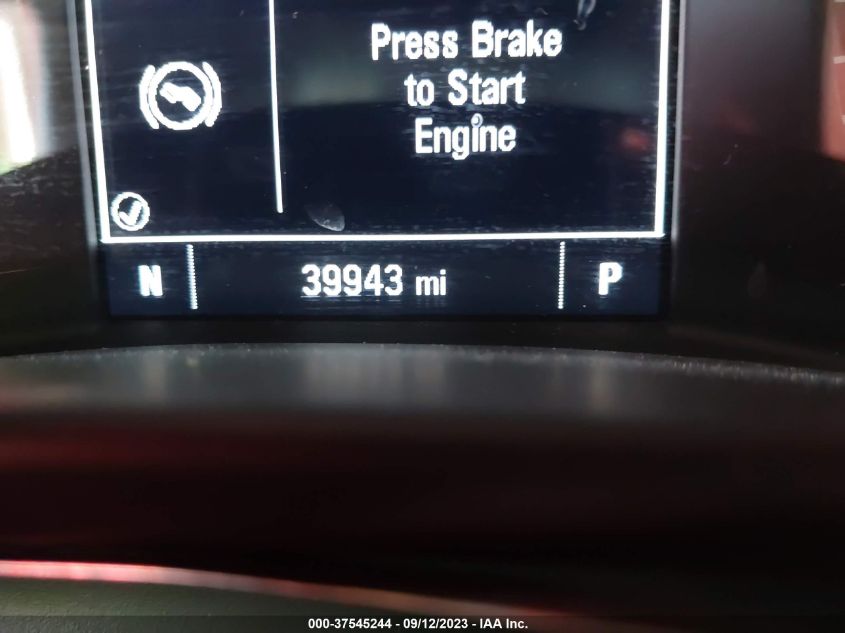 Press Brake
to Start
Engine
N 39943 mi P
000-37545244 - 09/12/2023 - © IAA Inc.